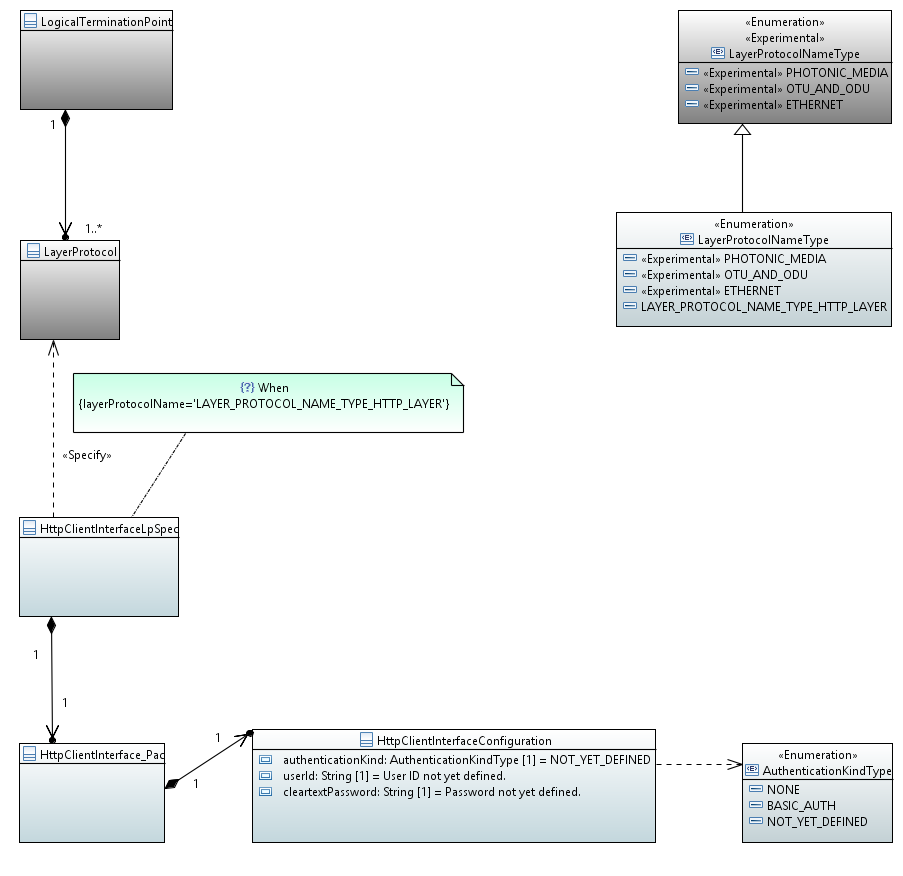 LogicalTerminationPoint
1
1..*
LayerProtocol
«Enumeration»
«Experimental»
LayerProtocolNameType
«Experimental» PHOTONIC_MEDIA
«Experimental» OTU_AND_ODU
«Experimental» ETHERNET
«Enumeration»
LayerProtocolNameType
«Experimental» PHOTONIC_MEDIA
«Experimental» OTU_AND_ODU
«Experimental» ETHERNET
LAYER_PROTOCOL_NAME_TYPE_HTTP_LAYER
{?} When
{layerProtocolName='LAYER_PROTOCOL_NAME_TYPE_HTTP_LAYER'}
«Specify»
HttpClientInterfaceLpSpec
1
1
HttpClientInterface_Pac
1
1
HttpClientInterfaceConfiguration
authenticationKind: AuthenticationKindType [1] = NOT_YET_DEFINED
userId: String [1] = User ID not yet defined.
cleartextPassword: String [1] = Password not yet defined.
«Enumeration»
AuthenticationKindType
NONE
BASIC_AUTH
NOT_YET_DEFINED